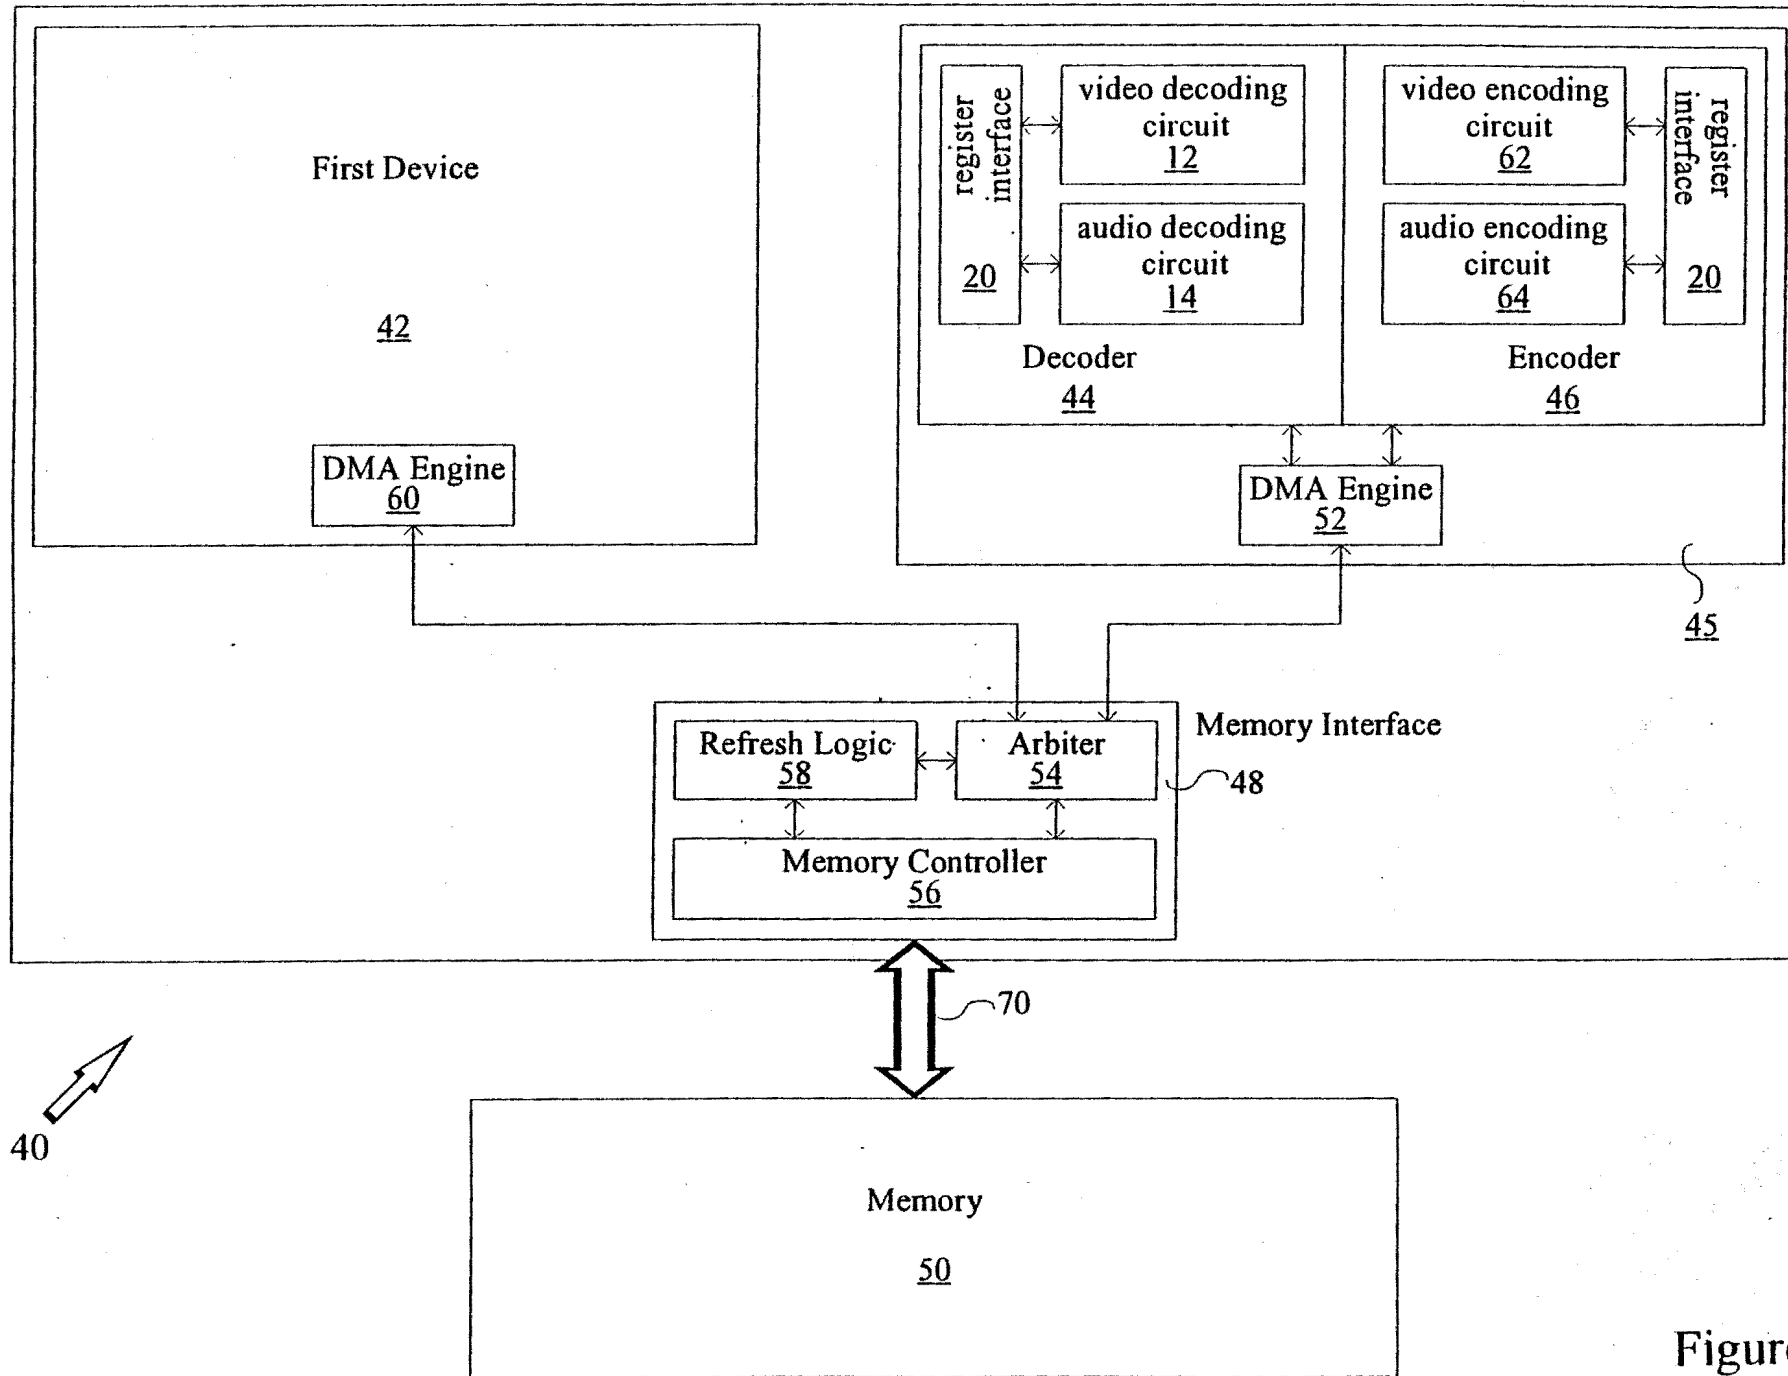 First Device
42
DMA Engine
60
register
interface
20
video decoding
circuit
12
audio decoding
circuit
14
Decoder
44
video encoding
circuit
62
audio encoding
circuit
64
register
interface
20
Encoder
46
DMA Engine
52
45
Memory Interface
48
Refresh Logic
58
Arbiter
54
Memory Controller
56
70
40
Memory
50
Figure